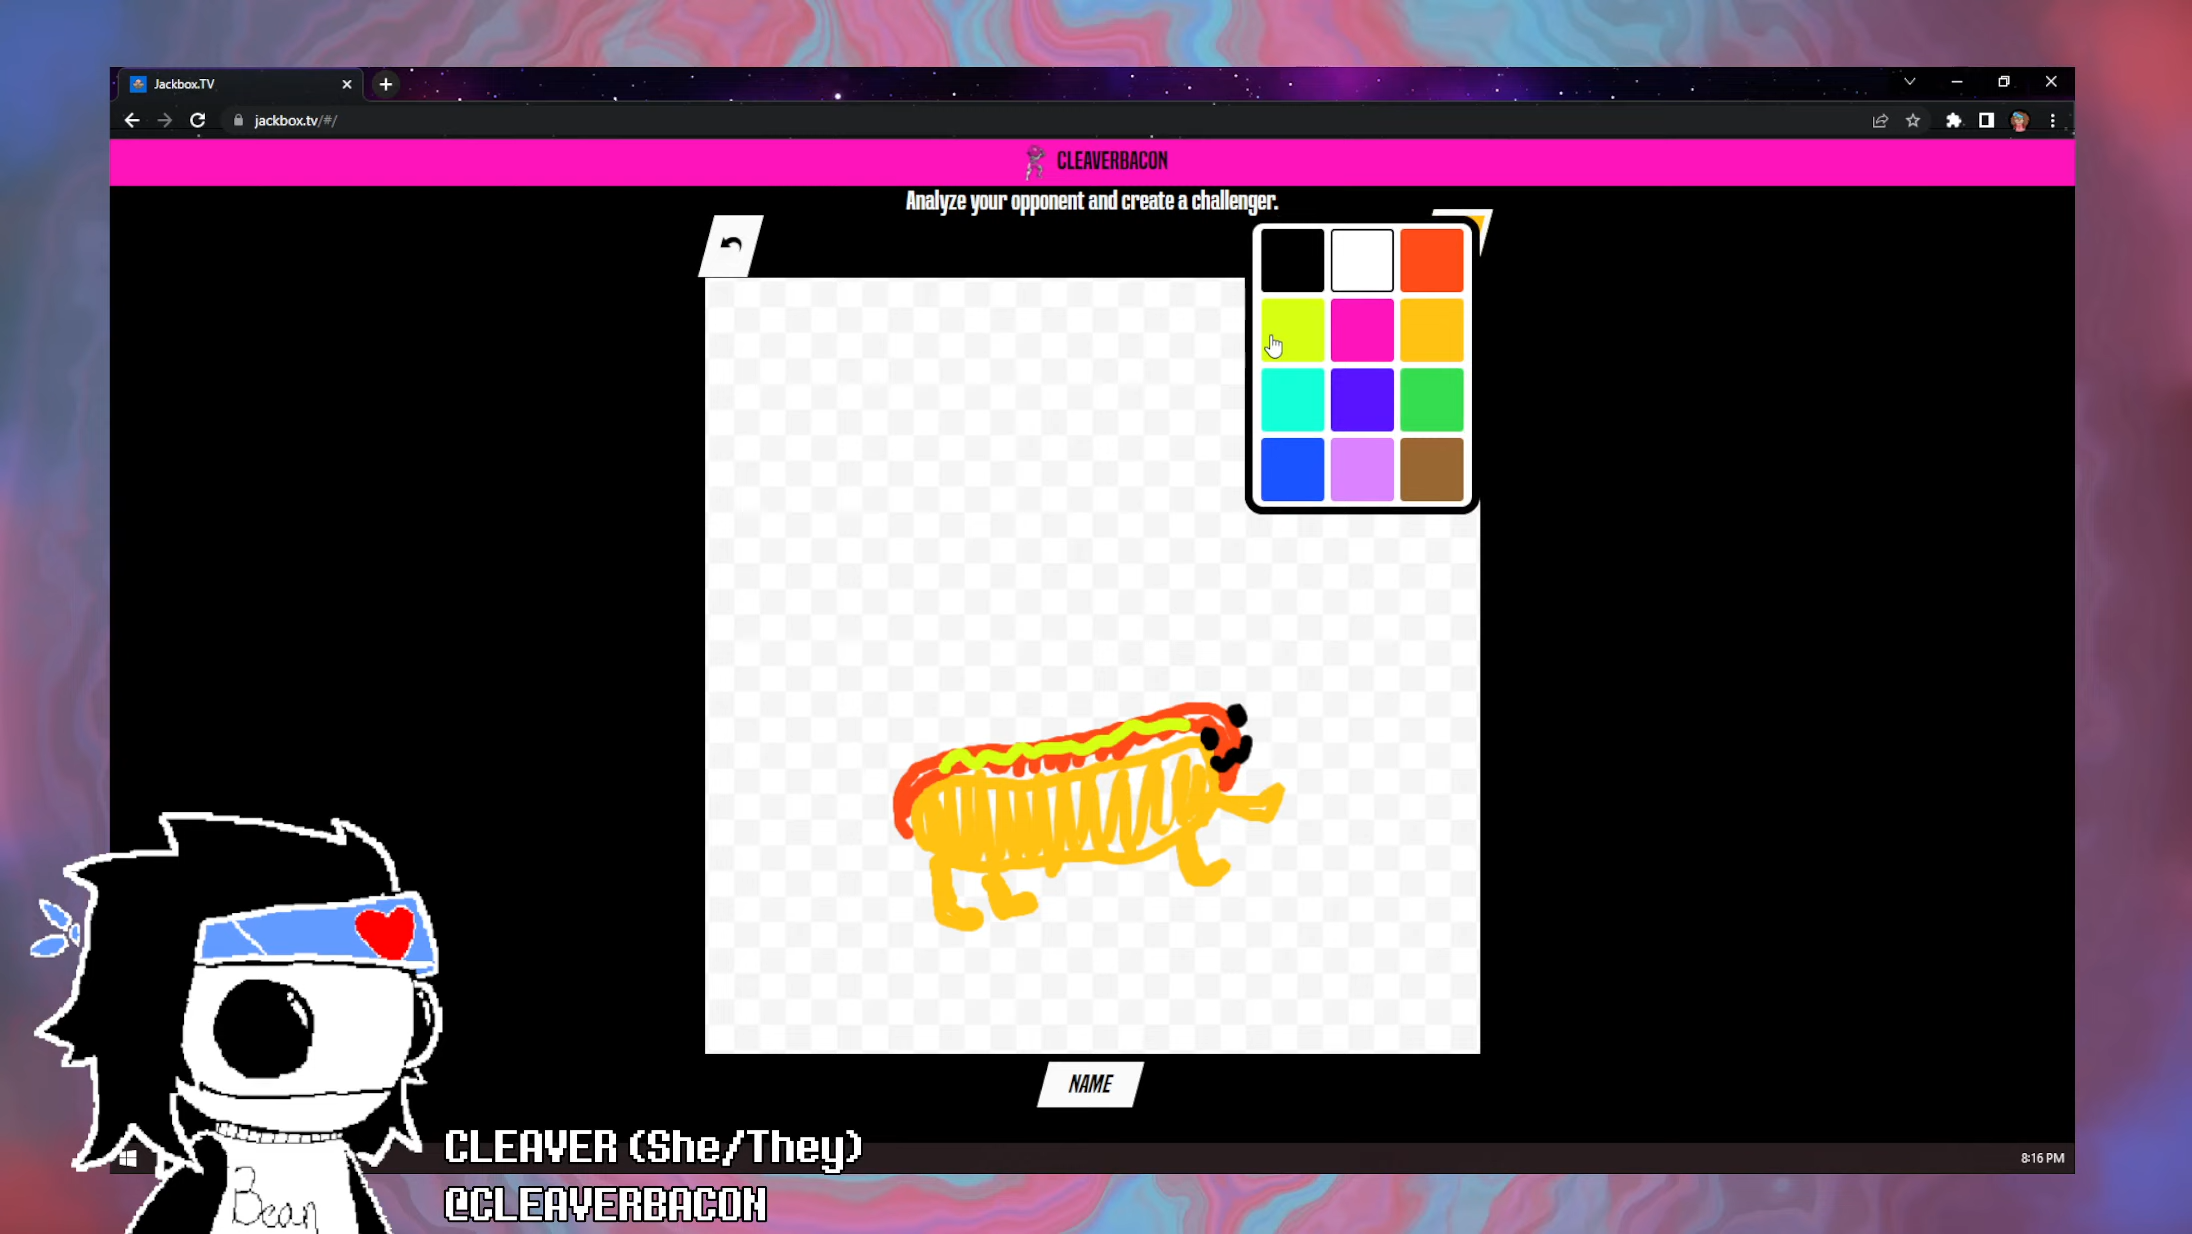 Jackbox.TV
jackbox.tv/#/
CLEAVERBACON
Analyze your opponent and create a challenger.
NAME
CLEAVER (She/They)
8:16 PM
@CLEAVERBACON
Bean